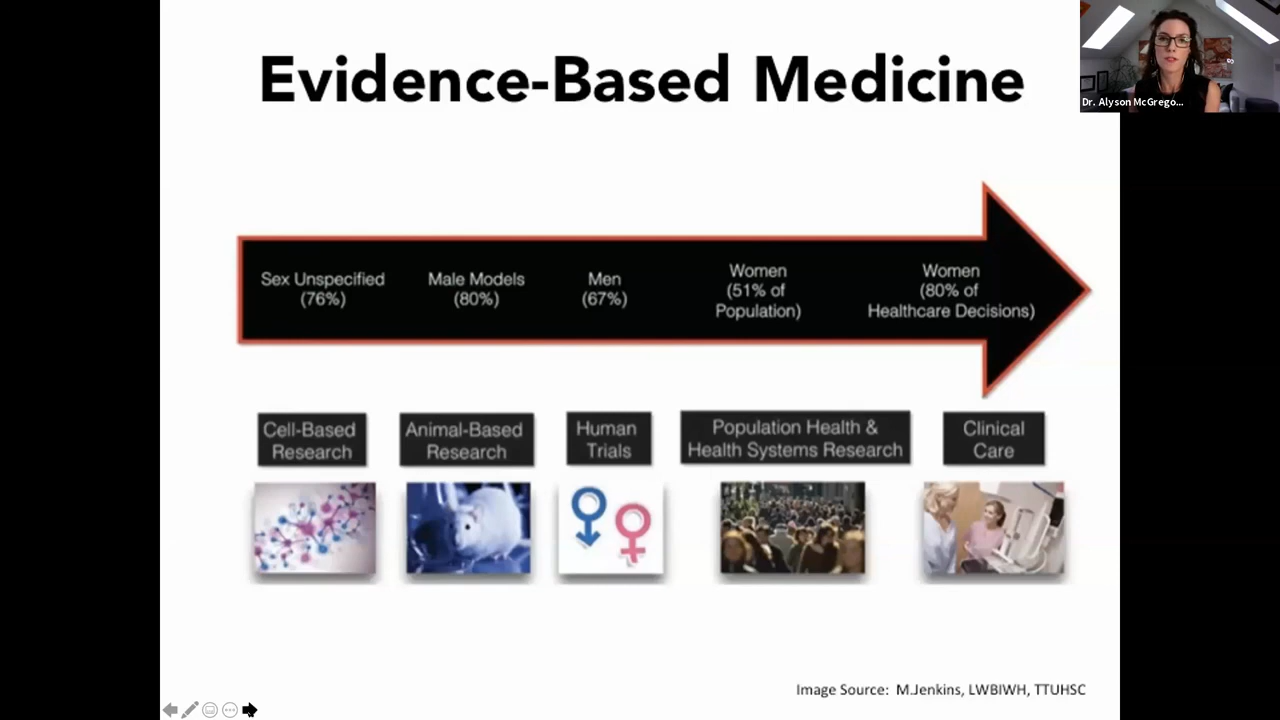 Evidence-Based Medicine
Dr. Alyson McGrego...
Sex Unspecified
(76%)
Male Models
(80%)
Men
(67%)
Women
(51% of
Population)
Women
(80% of
Healthcare Decisions)
Cell-Based
Research
Animal-Based
Research
Human
Trials
Population Health &
Health Systems Research
Clinical
Care
Image Source: M.Jenkins, LWBIWH, TTUHSC